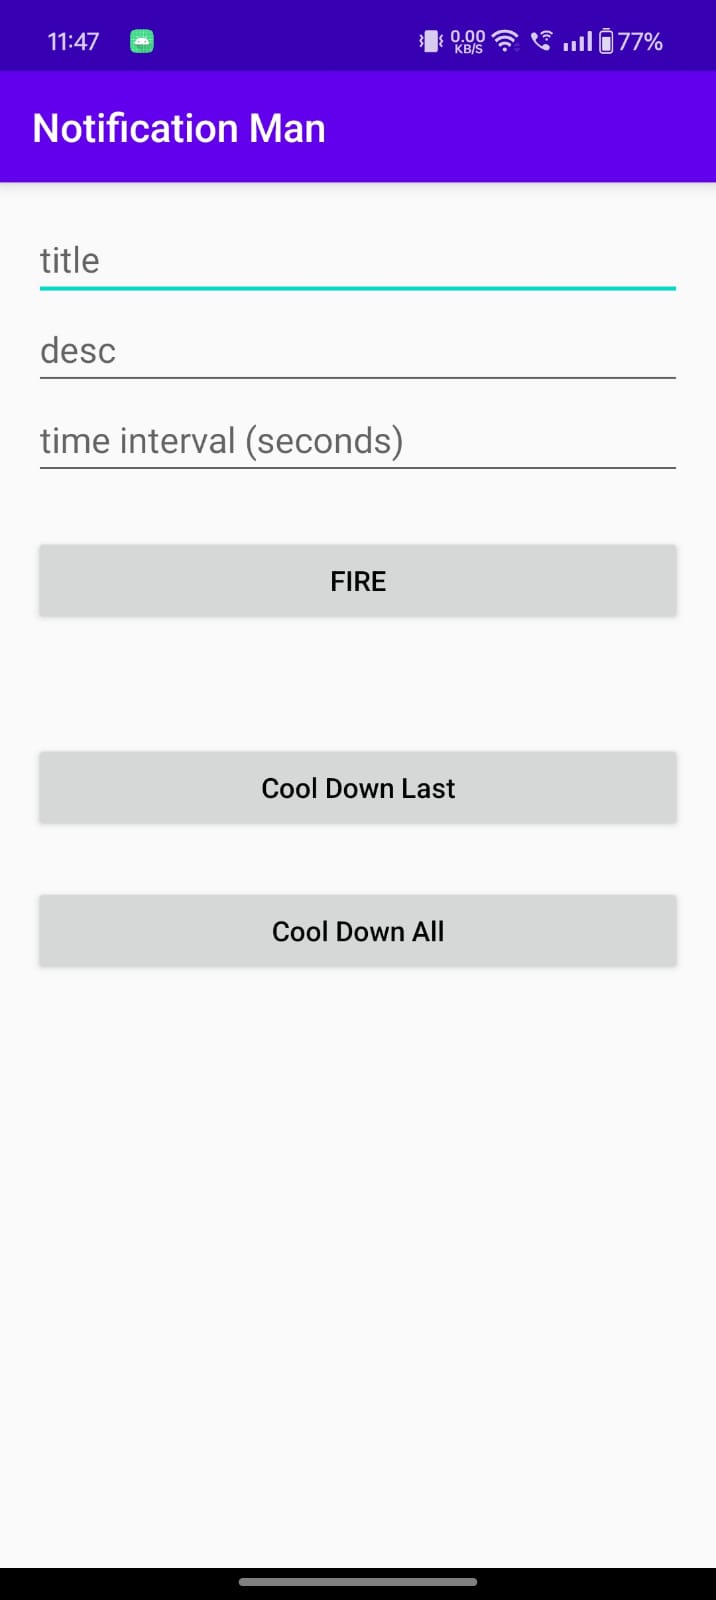 11:47 0.00 KB/S 77%
Notification Man
title
desc
time interval (seconds)
FIRE
Cool Down Last
Cool Down All